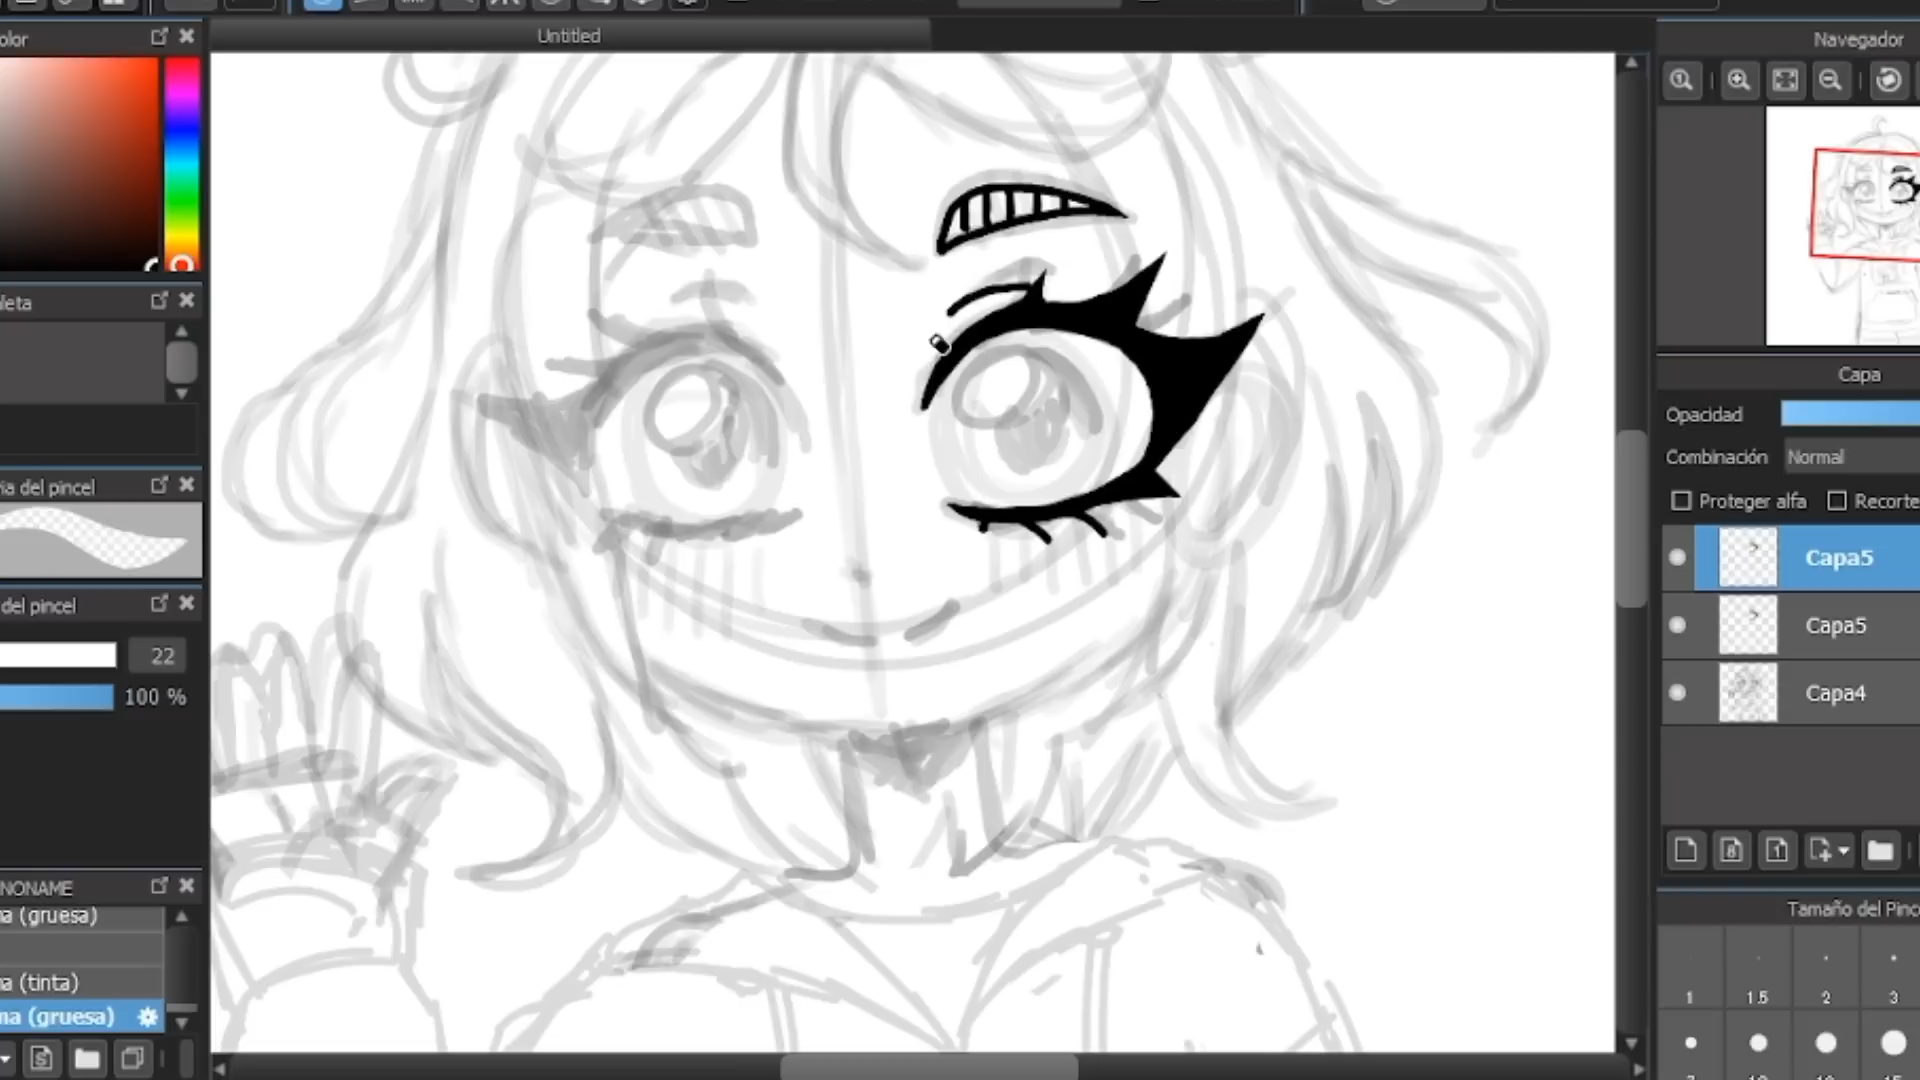 Untitled
olor
leta
ia del pincel
del pincel
22
100 %
NONAME
a (gruesa)
a (tinta)
ma (gruesa)
Navegador
Capa
Opacidad
Combinación Normal
Proteger alfa Recorte
Capa5
Capa5
Capa4
Tamaño del Pinc
1 1.5 2 3